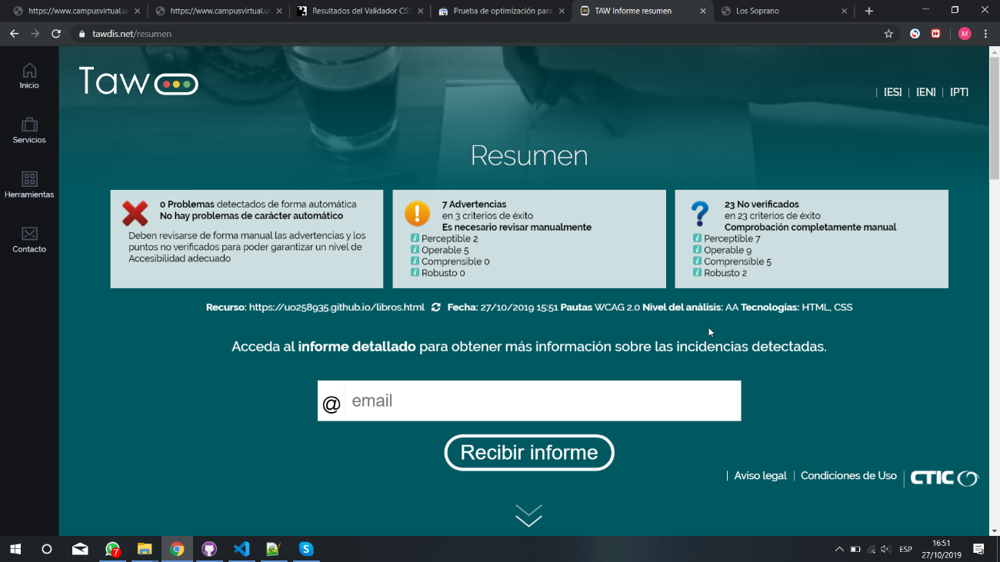 https://www.campusvirtual.ur
https://www.campusvirtual.ur
Resultados del Validador CSS
Prueba de optimización para
TAW Informe resumen
Los Soprano
tawdis.net/resumen
M
Inicio
Servicios
Herramientas
Contacto
Taw
| [ES] | [EN] | [PT]
Resumen
0 Problemas detectados de forma automática
No hay problemas de carácter automático
Deben revisarse de forma manual las advertencias y los
puntos no verificados para poder garantizar un nivel de
Accesibilidad adecuado
7 Advertencias
en 3 criterios de éxito
Es necesario revisar manualmente
Perceptible 2
Operable 5
Comprensible 0
Robusto 0
23 No verificados
en 23 criterios de éxito
Comprobación completamente manual
Perceptible 7
Operable 9
Comprensible 5
Robusto 2
Recurso: https://uo258935.github.io/libros.html Fecha: 27/10/2019 15:51 Pautas WCAG 2.0 Nivel del análisis: AA Tecnologías: HTML, CSS
Acceda al informe detallado para obtener más información sobre las incidencias detectadas.
@ email
Recibir informe
| Aviso legal | Condiciones de Uso | CTIC
7
ESP
16:51
27/10/2019